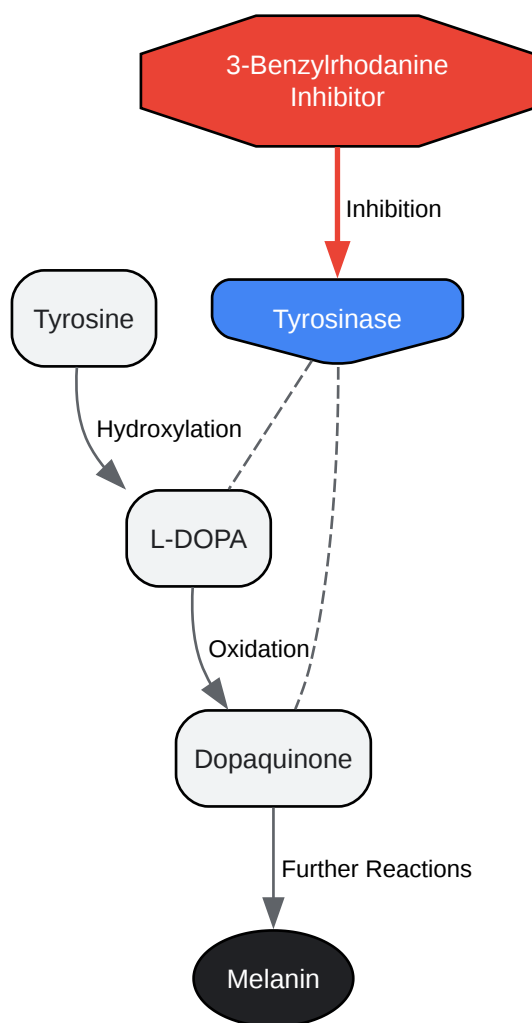 3-Benzylrhodanine
Inhibitor
Inhibition
Tyrosine
Tyrosinase
Hydroxylation
L-DOPA
Oxidation
Dopaquinone
Further Reactions
Melanin